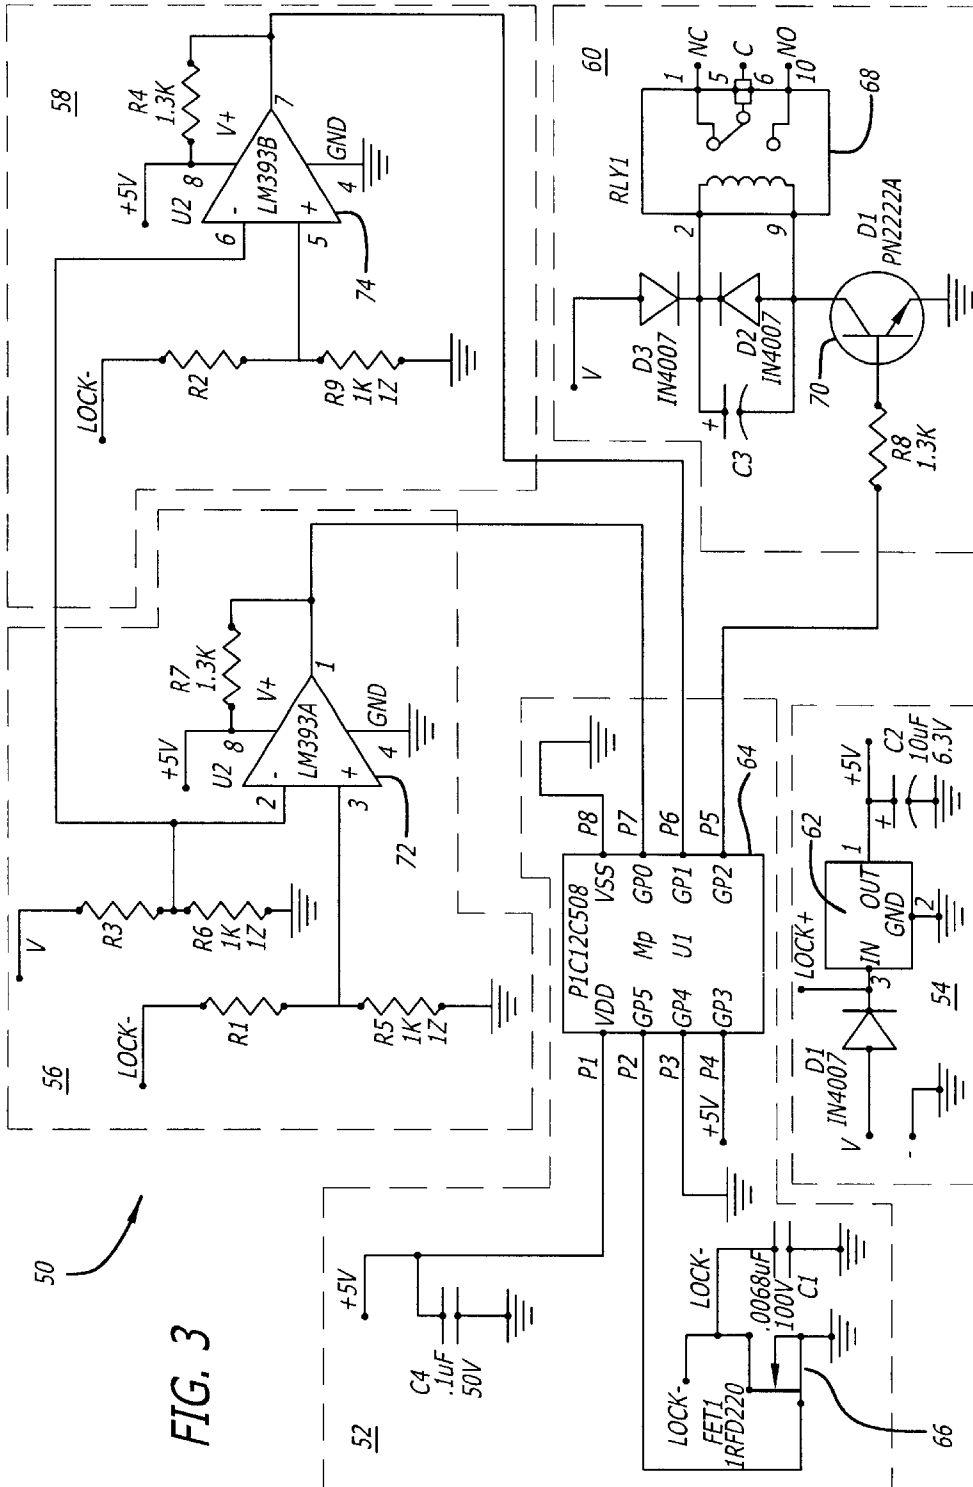 FIG. 3
50
52
+5V
C4
.1uF
50V
LOCK-
LOCK-
FET1
1RFD220
.0068uF
100V
C1
66
56
V
R3
R6
1K
1Z
LOCK-
R1
R5
1K
1Z
+5V
U2
8
R7
1.3K
V+
2
-
LM393A
1
3
+
GND
4
72
58
LOCK-
R2
R9
1K
1Z
+5V
U2
8
R4
1.3K
V+
6
-
LM393B
7
5
+
GND
4
74
P1
VDD
P1C12C508
VSS
P8
P2
GP5
Mp
GP0
P7
P3
GP4
U1
GP1
P6
+5V
P4
GP3
GP2
P5
64
54
V
D1
IN4007
-
LOCK+
3
IN
OUT
1
GND
2
62
+5V
+
C2
10uF
6.3V
60
V
D3
IN4007
D2
IN4007
+
C3
2
9
RLY1
1
NC
5
C
6
10
NO
68
70
D1
PN2222A
R8
1.3K